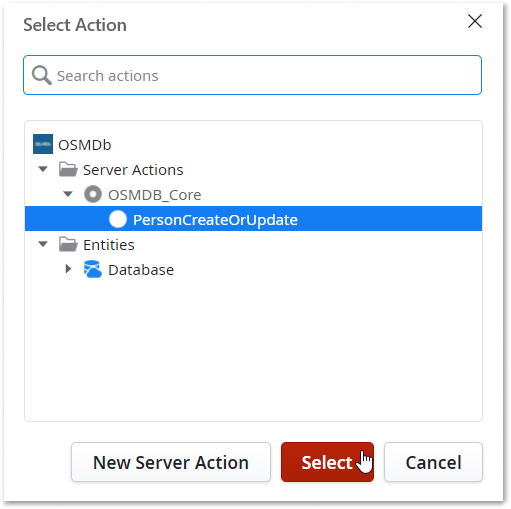 Select Action
Search actions
OSMDb
Server Actions
OSMDB_Core
PersonCreateOrUpdate
Entities
Database
New Server Action
Select
Cancel